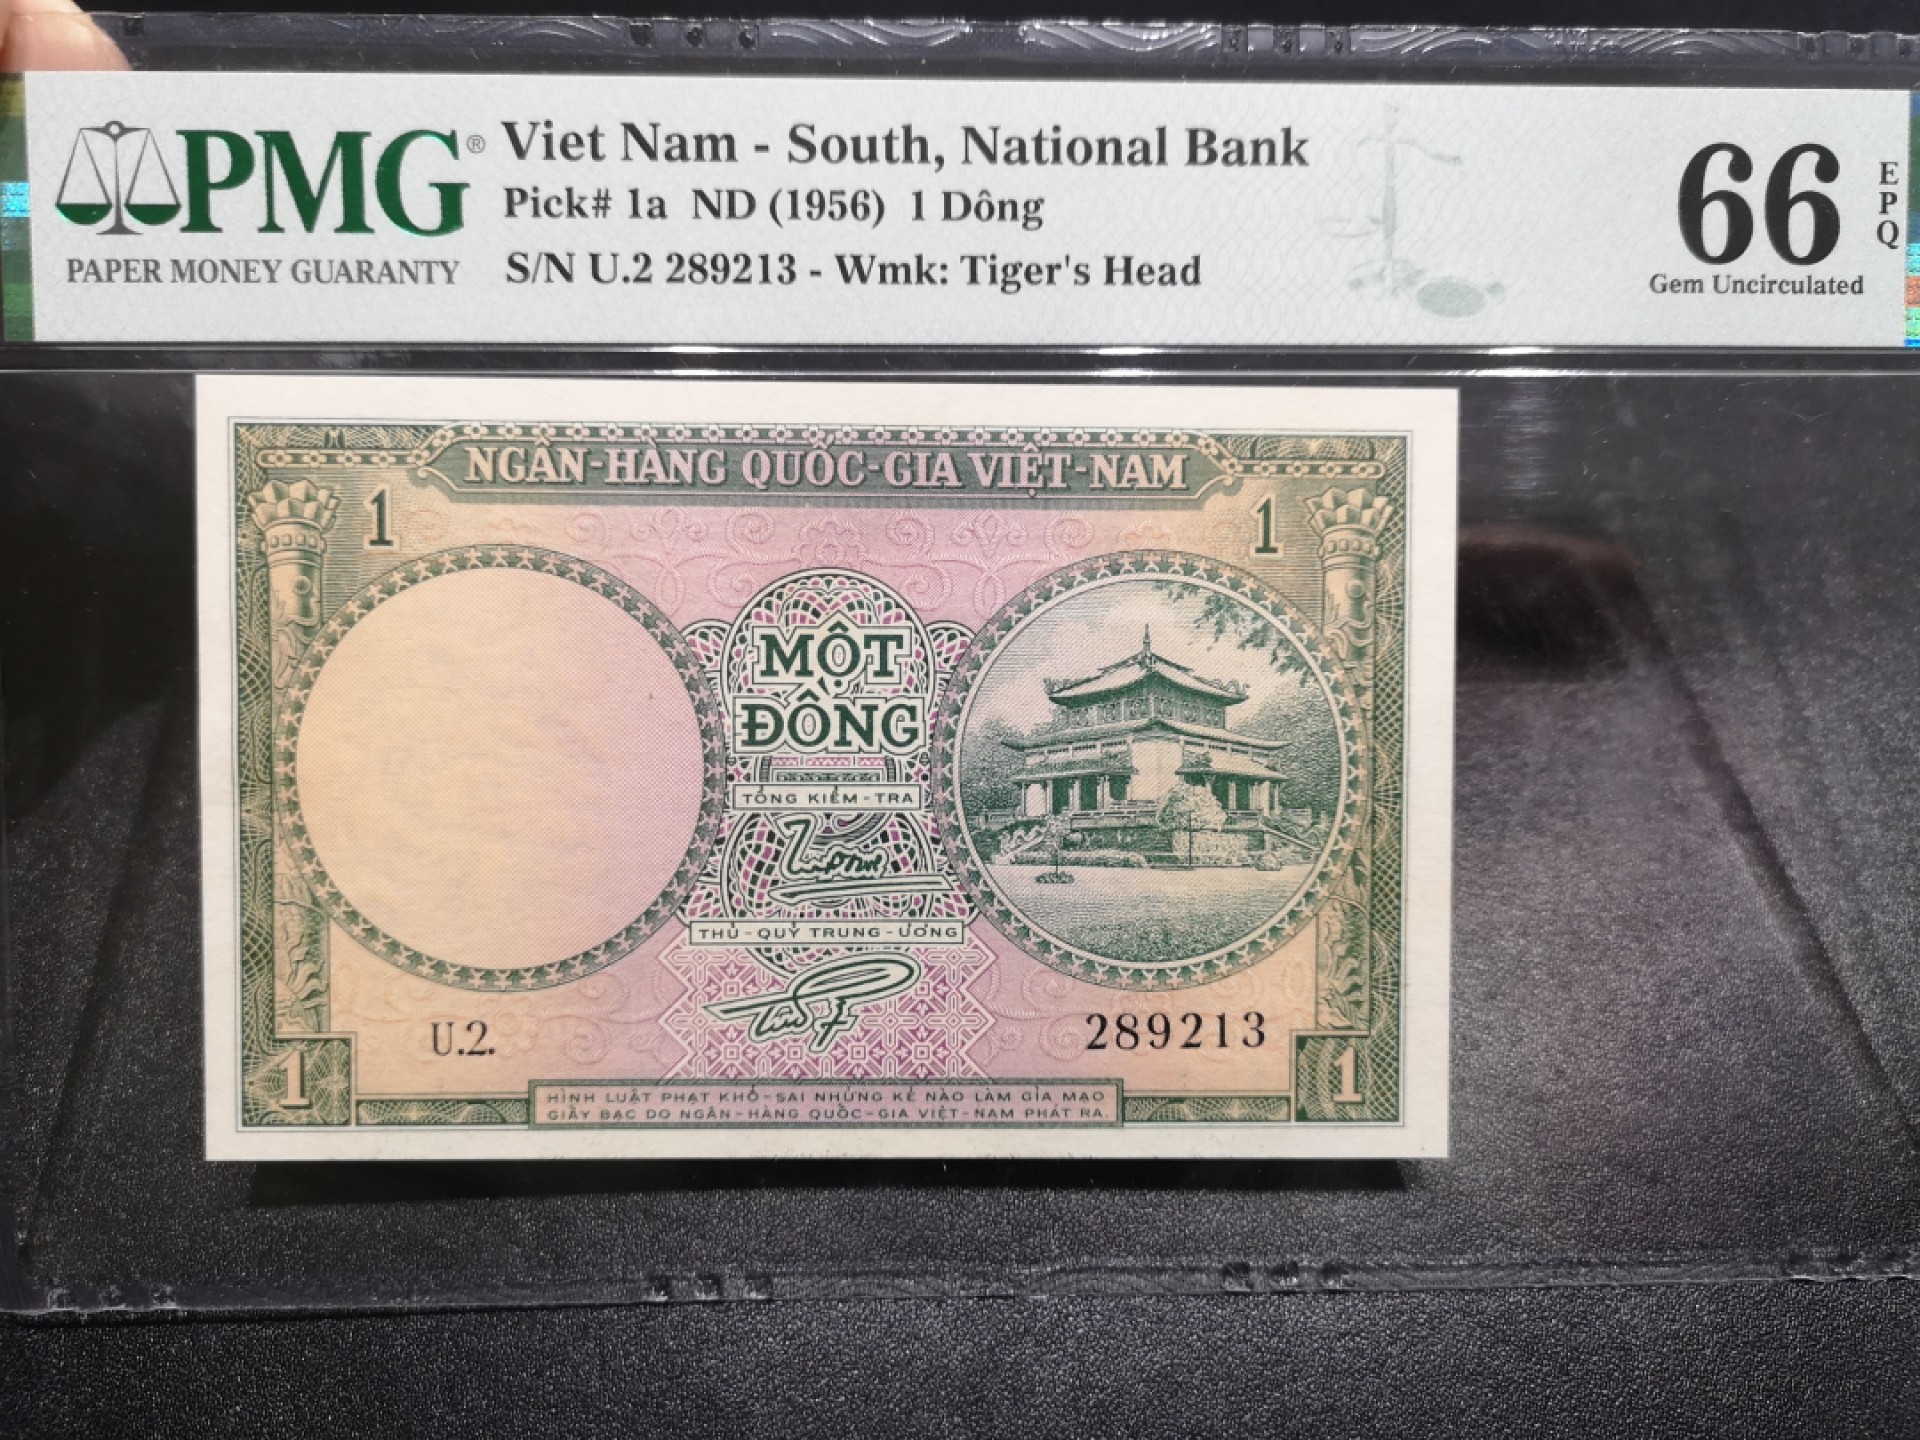 PMG® Viet Nam - South, National Bank
Pick# 1a ND (1956) 1 Dông
PAPER MONEY GUARANTY S/N U.2 289213 - Wmk: Tiger's Head
66 EPQ
Gem Uncirculated
NGÂN-HÀNG QUỐC-GIA VIỆT-NAM
1 1
MỘT
ĐỒNG
TỔNG KIỂM-TRA
THỦ-QUỸ TRUNG-ƯƠNG
U.2. 289213
1 1
HÌNH LUẬT PHẠT KHỔ-SAI NHỮNG KẺ NÀO LÀM GIẢ MẠO
GIẤY BẠC DO NGÂN-HÀNG QUỐC-GIA VIỆT-NAM PHÁT RA.